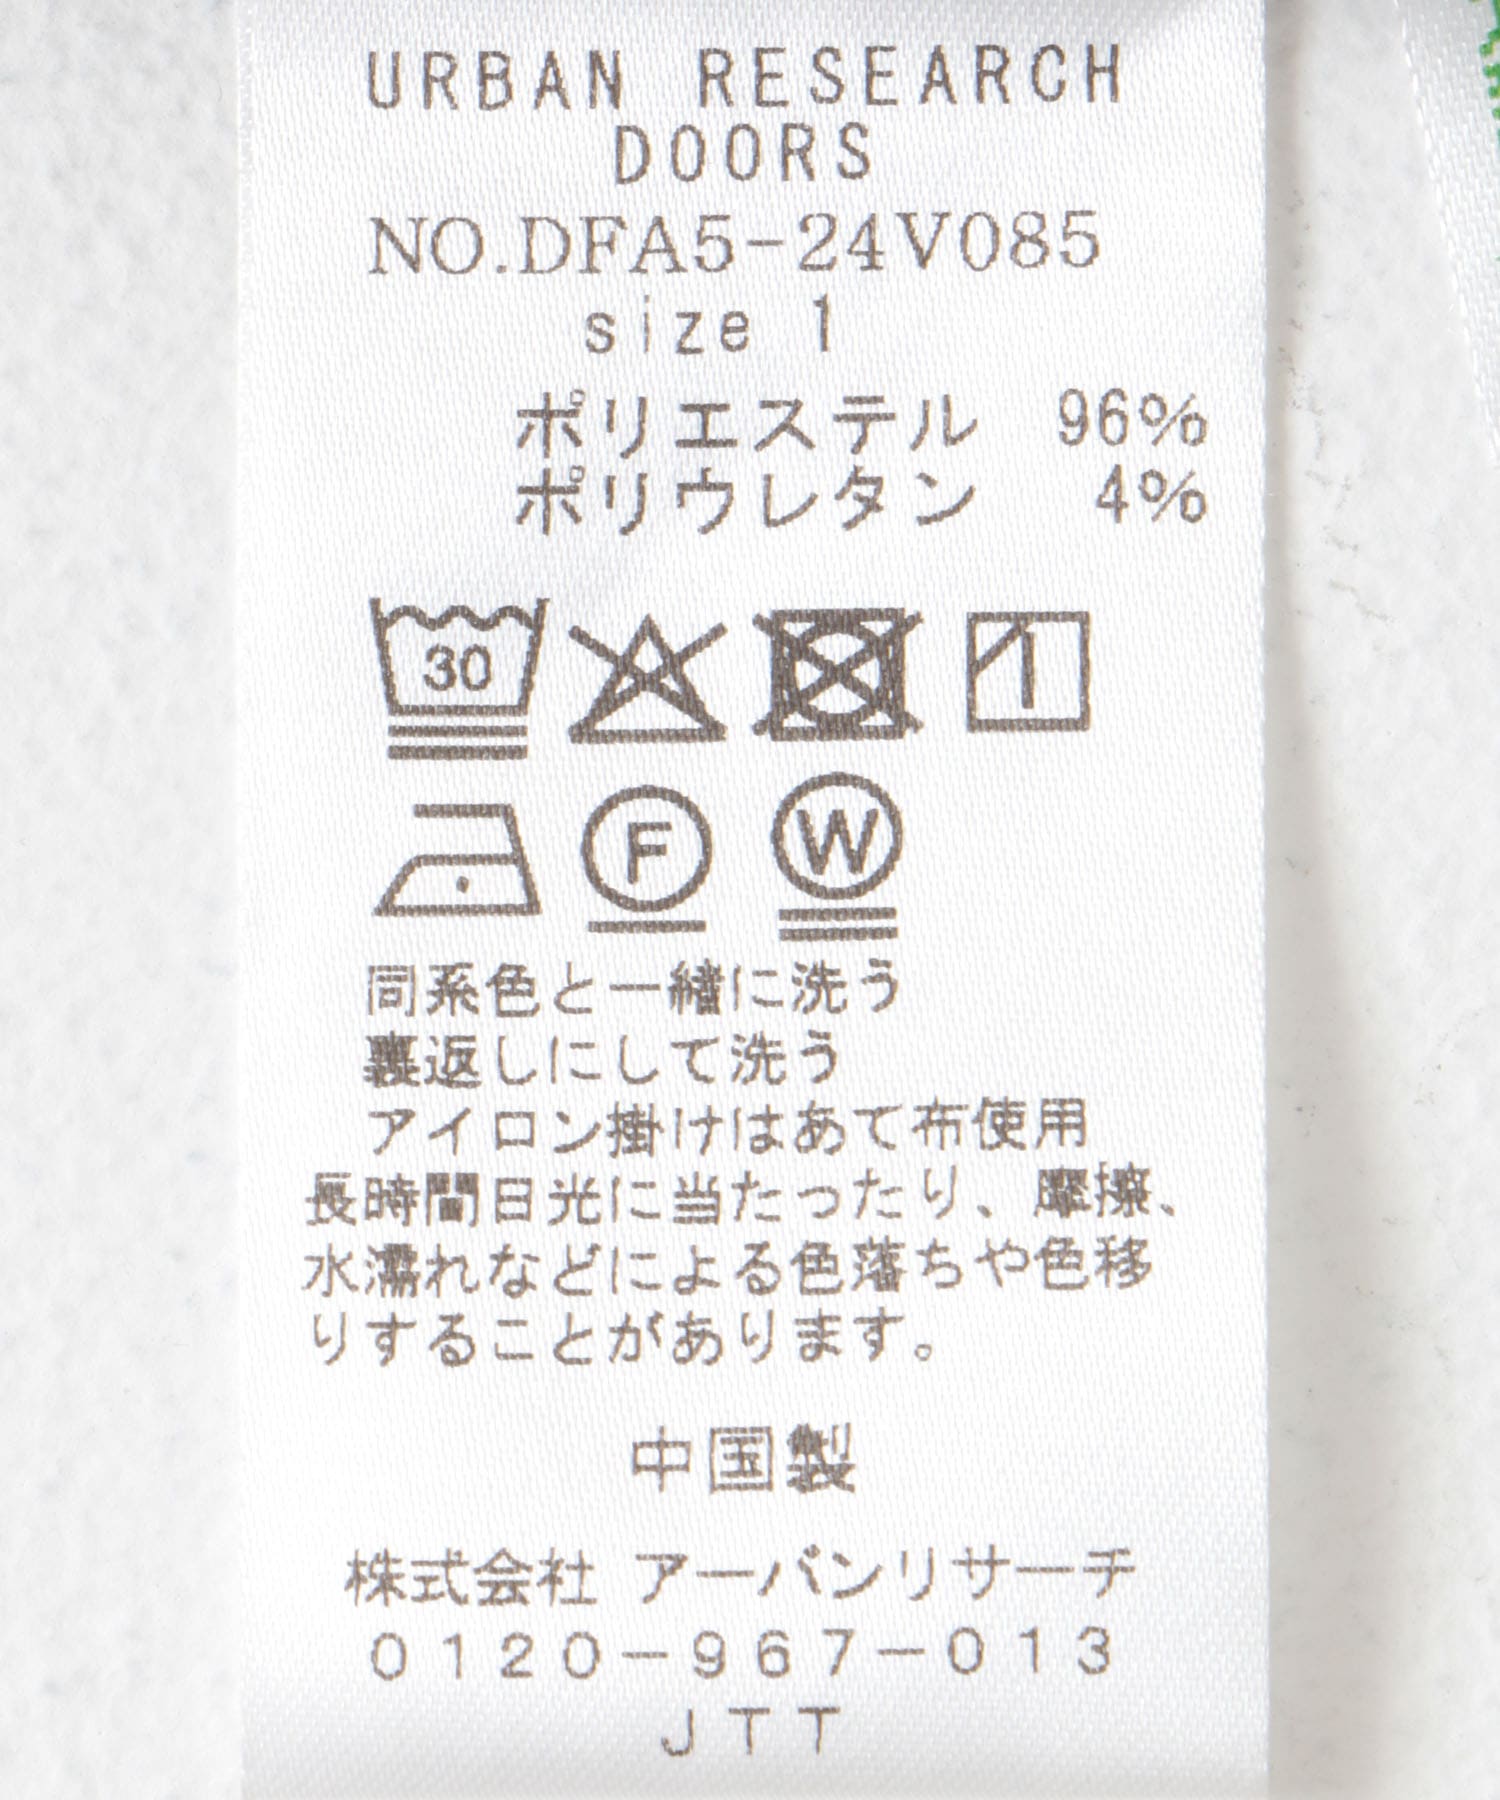 URBAN RESEARCH
DOORS
NO.DFA5-24V085
size 1
ポリエステル 96%
ポリウレタン 4%
30
F
W
同系色と一緒に洗う
裏返しにして洗う
アイロン掛けはあて布使用
長時間日光に当たったり、摩擦、
水濡れなどによる色落ちや色移
りすることがあります。
中国製
株式会社 アーバンリサーチ
0120-967-013
JTT